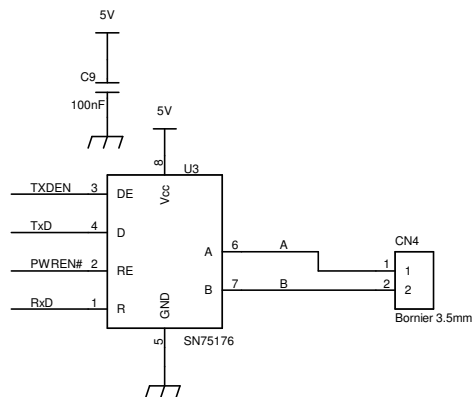 5V
C9
100nF
5V
8
U3
Vcc
TXDEN 3 DE
TxD 4 D
A 6 A
CN4
PWREN# 2 RE
1 1
B 7 B
2 2
RxD 1 R
GND
Bornier 3.5mm
5
SN75176